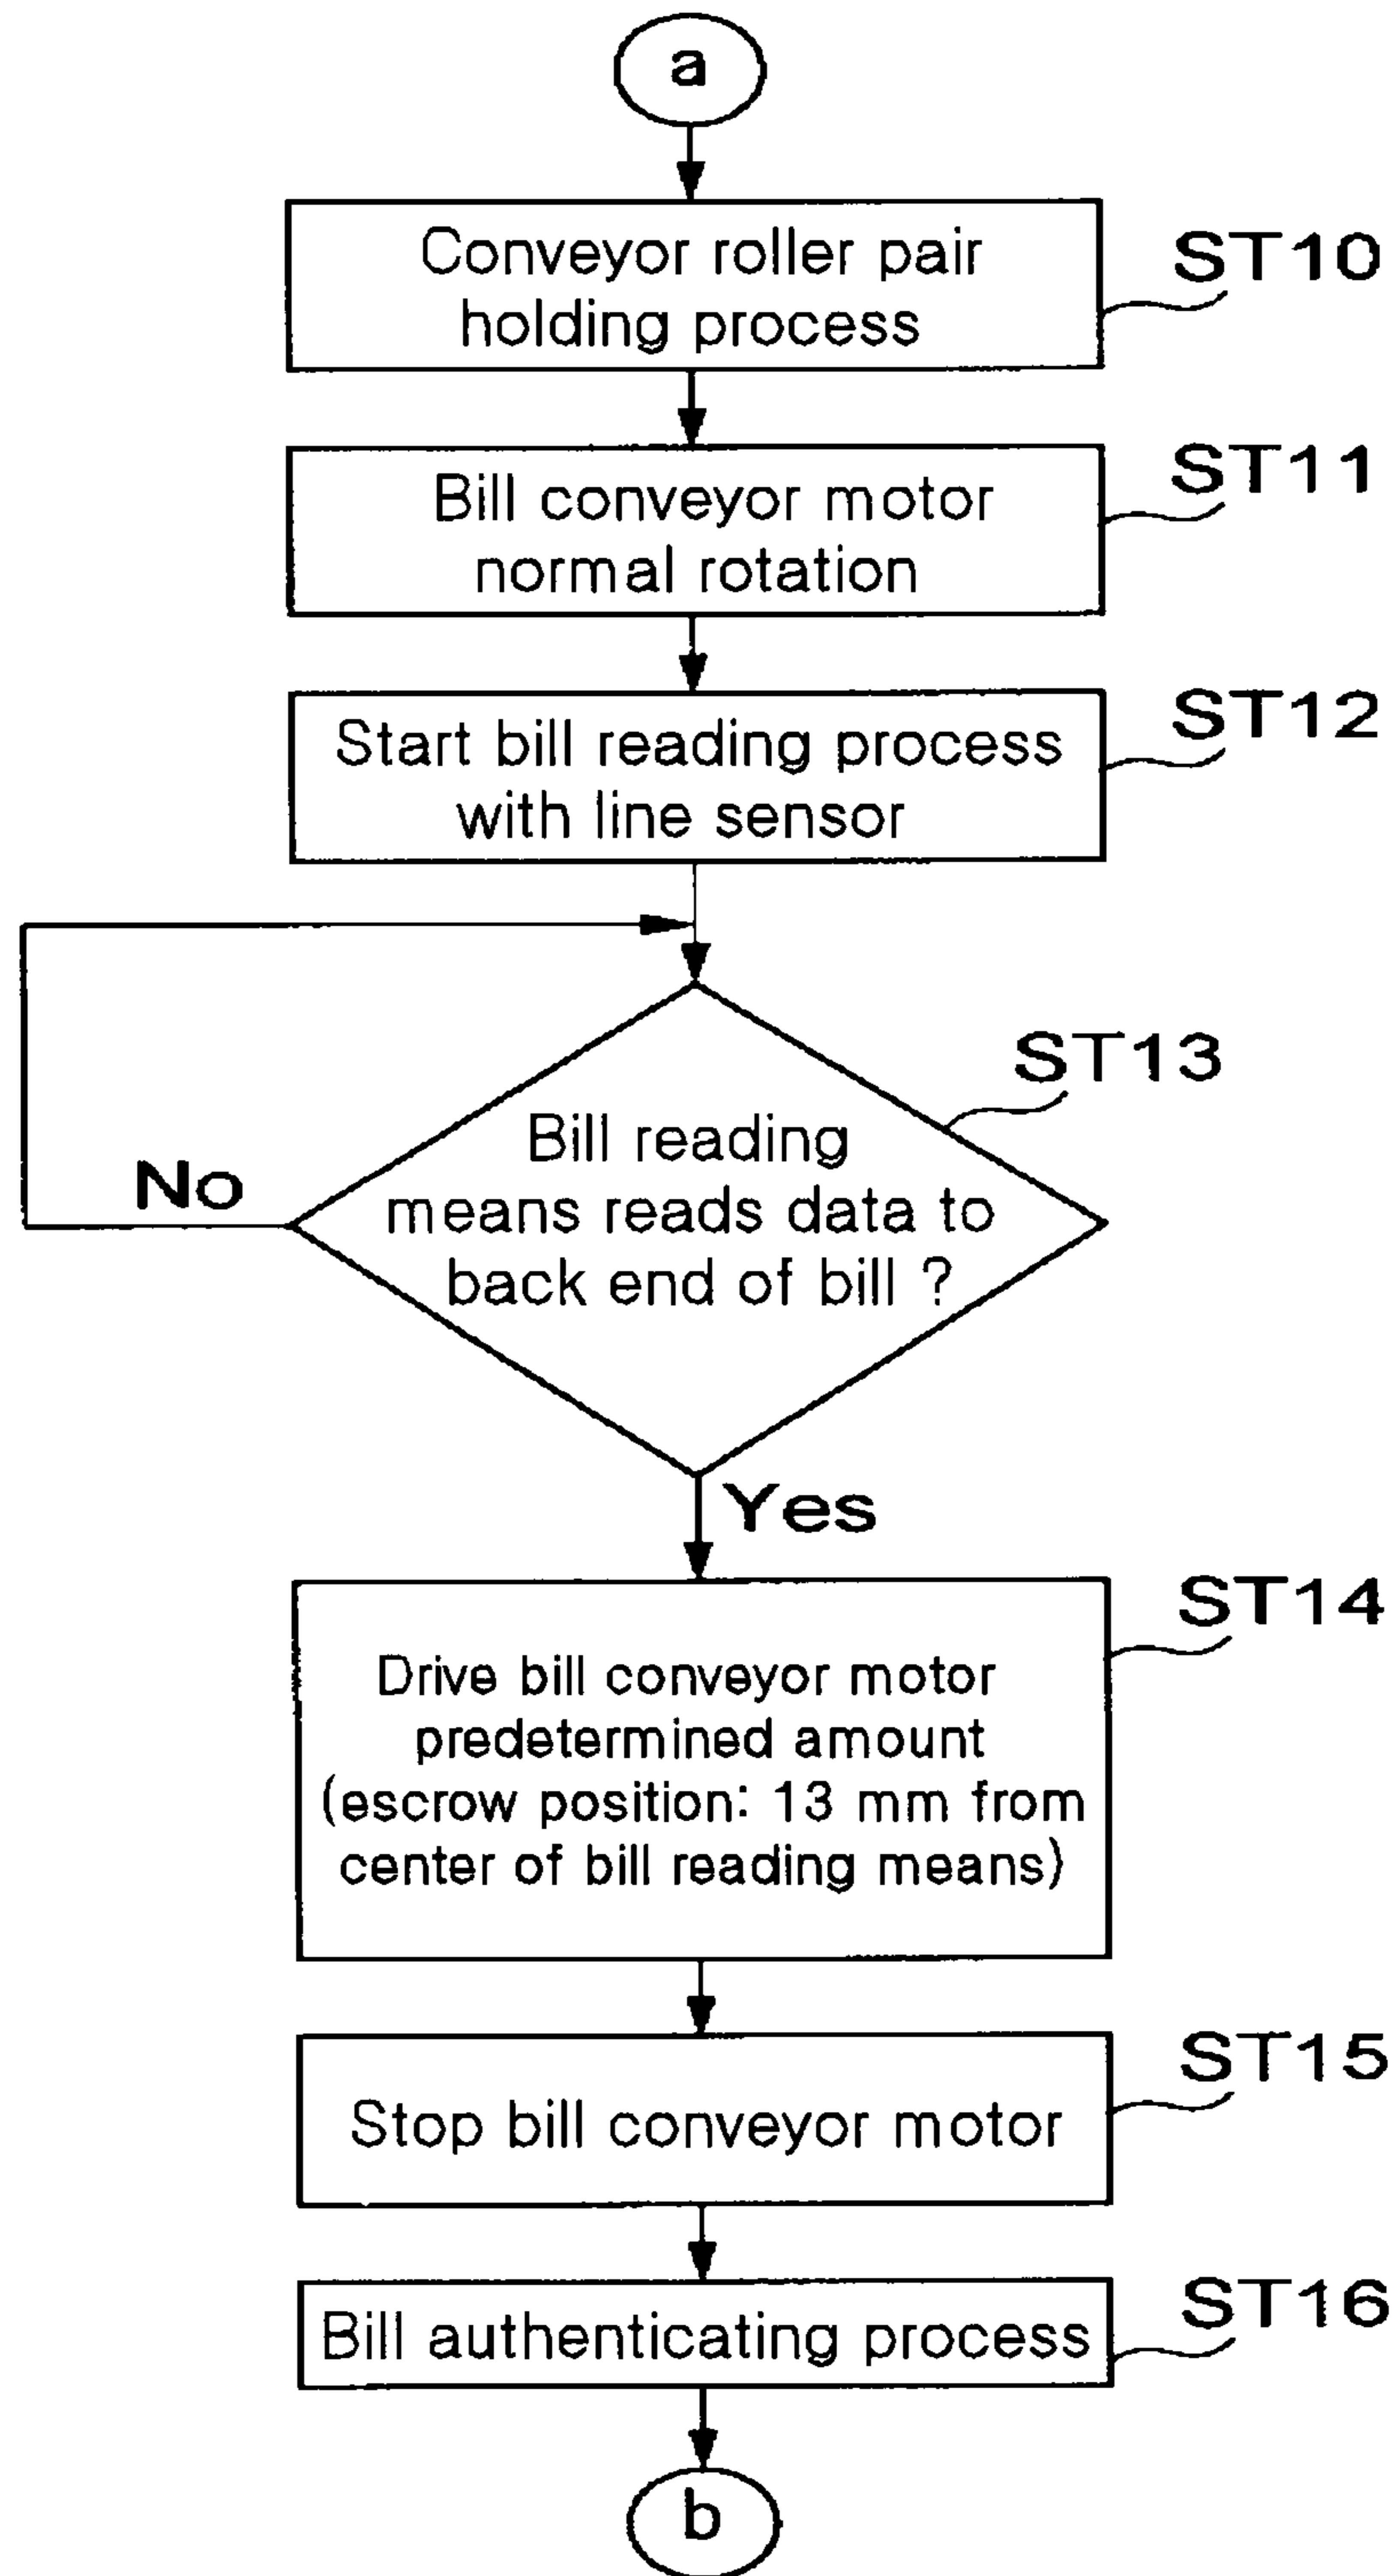 a
Conveyor roller pair
holding process
ST10
Bill conveyor motor
normal rotation
ST11
Start bill reading process
with line sensor
ST12
ST13
Bill reading
means reads data to
back end of bill ?
No
Yes
ST14
Drive bill conveyor motor
predetermined amount
(escrow position: 13 mm from
center of bill reading means)
ST15
Stop bill conveyor motor
ST16
Bill authenticating process
b